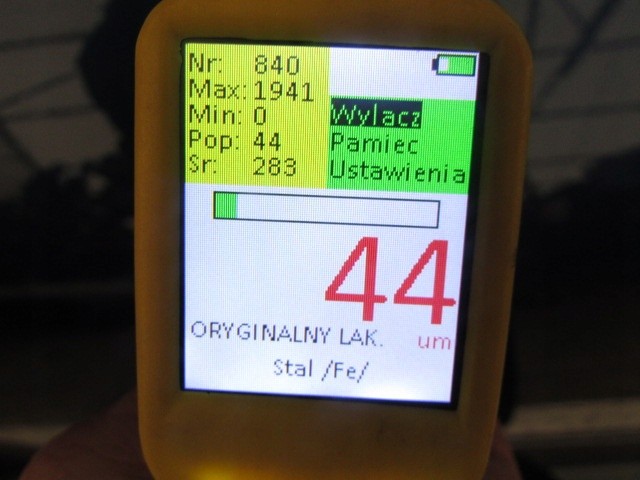 Nr: 840
Max: 1941
Min: 0
Pop: 44
Sr: 283
Wylacz
Pamiec
Ustawienia
44
um
ORYGINALNY LAK.
Stal /Fe/